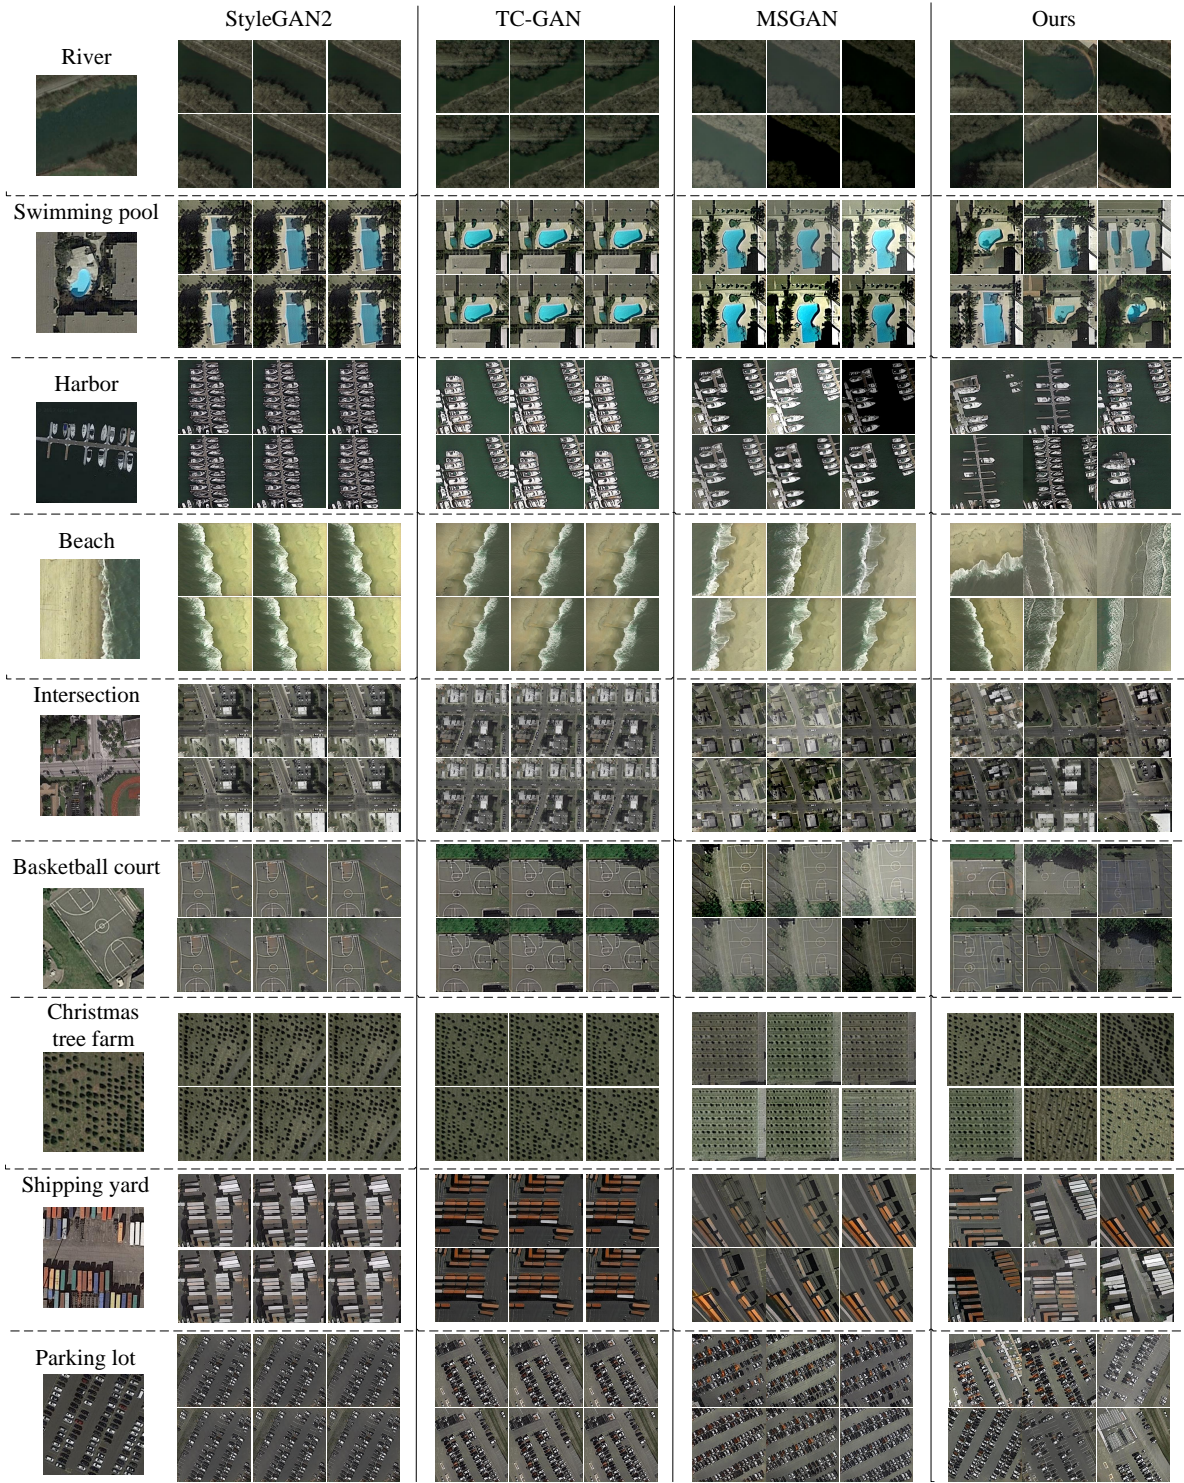 StyleGAN2
TC-GAN
MSGAN
Ours
River
Swimming pool
Harbor
Beach
Intersection
Basketball court
Christmas
tree farm
Shipping yard
Parking lot